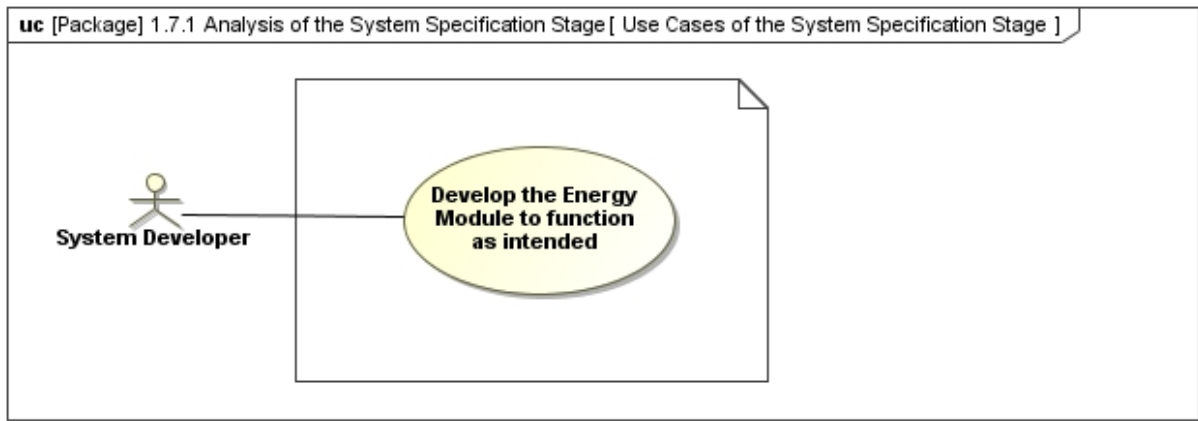 uc [Package] 1.7.1 Analysis of the System Specification Stage [ Use Cases of the System Specification Stage ]
Develop the Energy
Module to function
as intended
System Developer